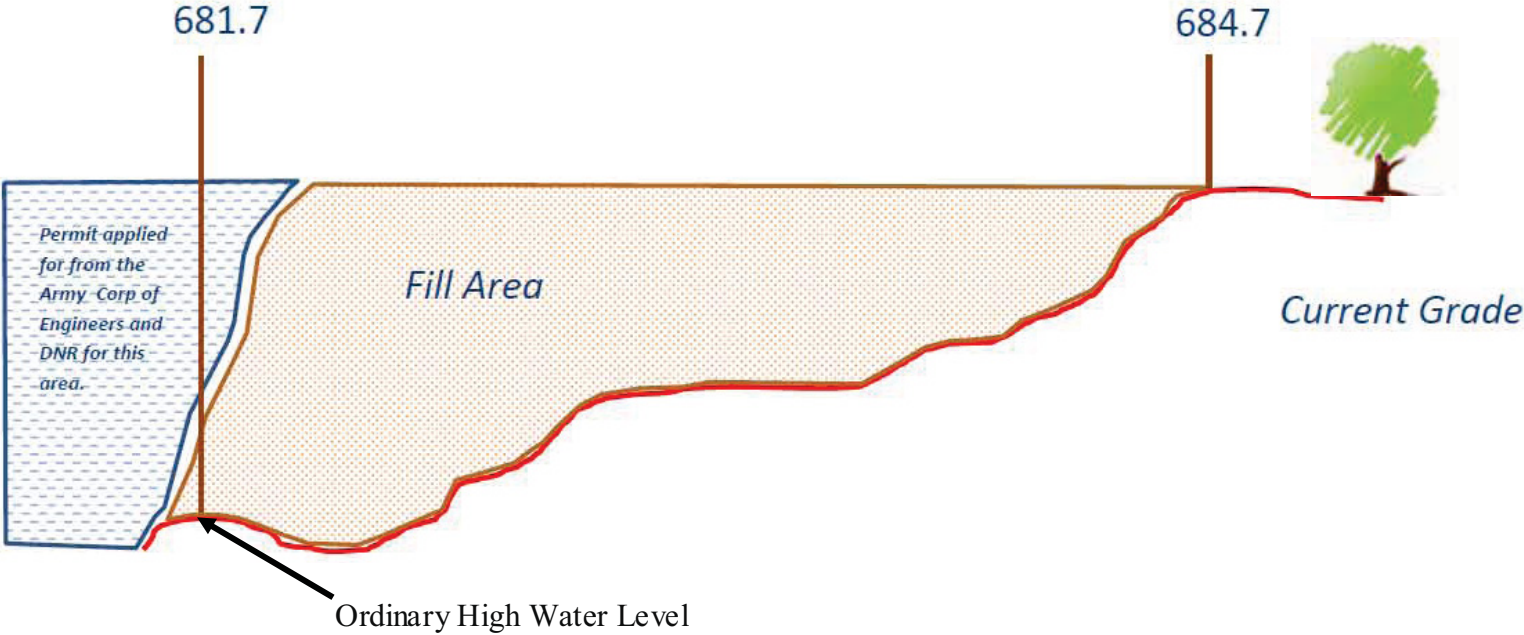 681.7
684.7
Permit applied
for from the
Army Corp of
Engineers and
DNR for this
area.
Fill Area
Current Grade
Ordinary High Water Level